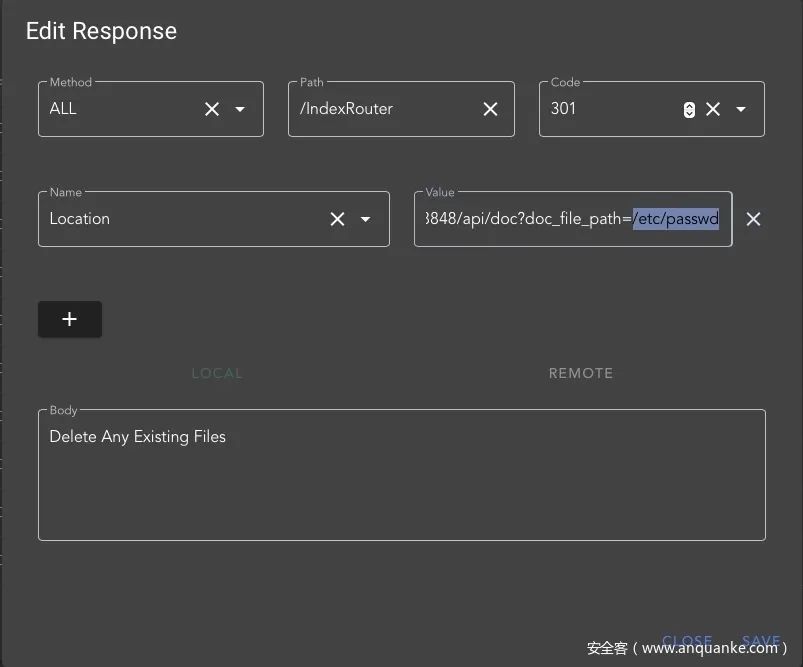 Edit Response
Method
ALL
Path
/IndexRouter
Code
301
Name
Location
Value
3848/api/doc?doc_file_path=/etc/passwd
LOCAL
REMOTE
Body
Delete Any Existing Files
CLOSE
SAVE
安全客（www.anquanke.com）